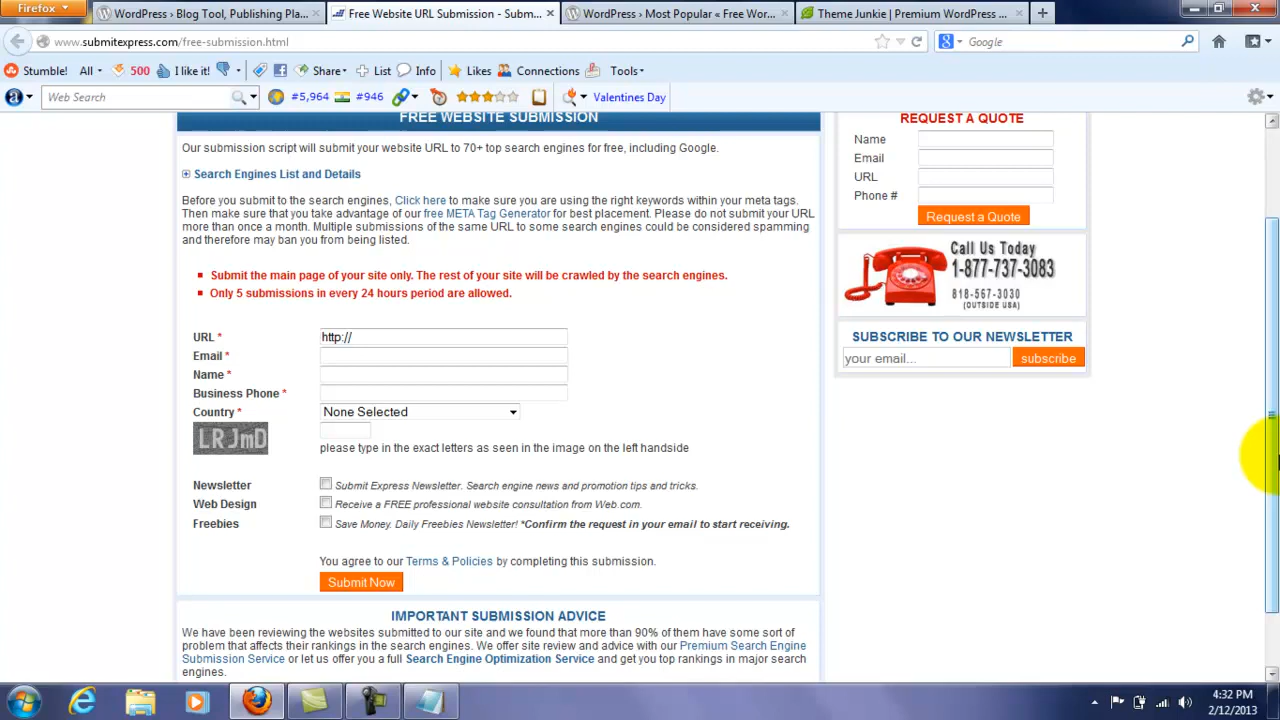 Firefox
WordPress › Blog Tool, Publishing Pla...
Free Website URL Submission - Subm...
WordPress › Most Popular « Free Wor...
Theme Junkie | Premium WordPress ...
www.submitexpress.com/free-submission.html
Google
Stumble! All 500 I like it! Share List Info Likes Connections Tools
Web Search #5,964 #946 Valentines Day
FREE WEBSITE SUBMISSION
Our submission script will submit your website URL to 70+ top search engines for free, including Google.
Search Engines List and Details
Before you submit to the search engines, Click here to make sure you are using the right keywords within your meta tags.
Then make sure that you take advantage of our free META Tag Generator for best placement. Please do not submit your URL
more than once a month. Multiple submissions of the same URL to some search engines could be considered spamming
and therefore may ban you from being listed.
Submit the main page of your site only. The rest of your site will be crawled by the search engines.
Only 5 submissions in every 24 hours period are allowed.
URL * http://
Email *
Name *
Business Phone *
Country * None Selected
LRJmD
please type in the exact letters as seen in the image on the left handside
Newsletter Submit Express Newsletter. Search engine news and promotion tips and tricks.
Web Design Receive a FREE professional website consultation from Web.com.
Freebies Save Money. Daily Freebies Newsletter! *Confirm the request in your email to start receiving.
You agree to our Terms & Policies by completing this submission.
Submit Now
IMPORTANT SUBMISSION ADVICE
We have been reviewing the websites submitted to our site and we found that more than 90% of them have some sort of
problem that affects their rankings in the search engines. We offer site review and advice with our Premium Search Engine
Submission Service or let us offer you a full Search Engine Optimization Service and get you top rankings in major search
engines.
REQUEST A QUOTE
Name
Email
URL
Phone #
Request a Quote
Call Us Today
1-877-737-3083
818-567-3030
(OUTSIDE USA)
SUBSCRIBE TO OUR NEWSLETTER
your email... subscribe
4:32 PM
2/12/2013